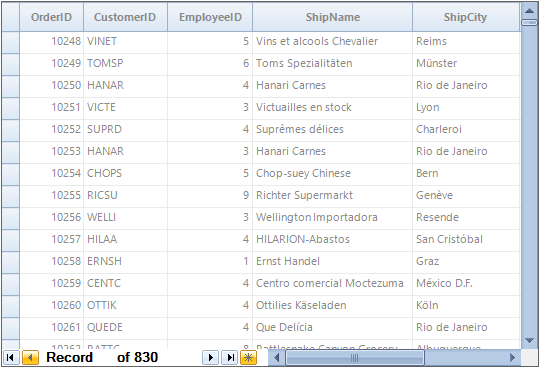 OrderID CustomerID EmployeeID ShipName ShipCity
10248 VINET 5 Vins et alcools Chevalier Reims
10249 TOMSP 6 Toms Spezialitäten Münster
10250 HANAR 4 Hanari Carnes Rio de Janeiro
10251 VICTE 3 Victuailles en stock Lyon
10252 SUPRD 4 Suprêmes délices Charleroi
10253 HANAR 3 Hanari Carnes Rio de Janeiro
10254 CHOPS 5 Chop-suey Chinese Bern
10255 RICSU 9 Richter Supermarkt Genève
10256 WELLI 3 Wellington Importadora Resende
10257 HILAA 4 HILARION-Abastos San Cristóbal
10258 ERNSH 1 Ernst Handel Graz
10259 CENTC 4 Centro comercial Moctezuma México D.F.
10260 OTTIK 4 Ottilies Käseladen Köln
10261 QUEDE 4 Que Delícia Rio de Janeiro
10262 RATTC 8 Rattlesnake Canyon Grocery Albuquerque
Record of 830